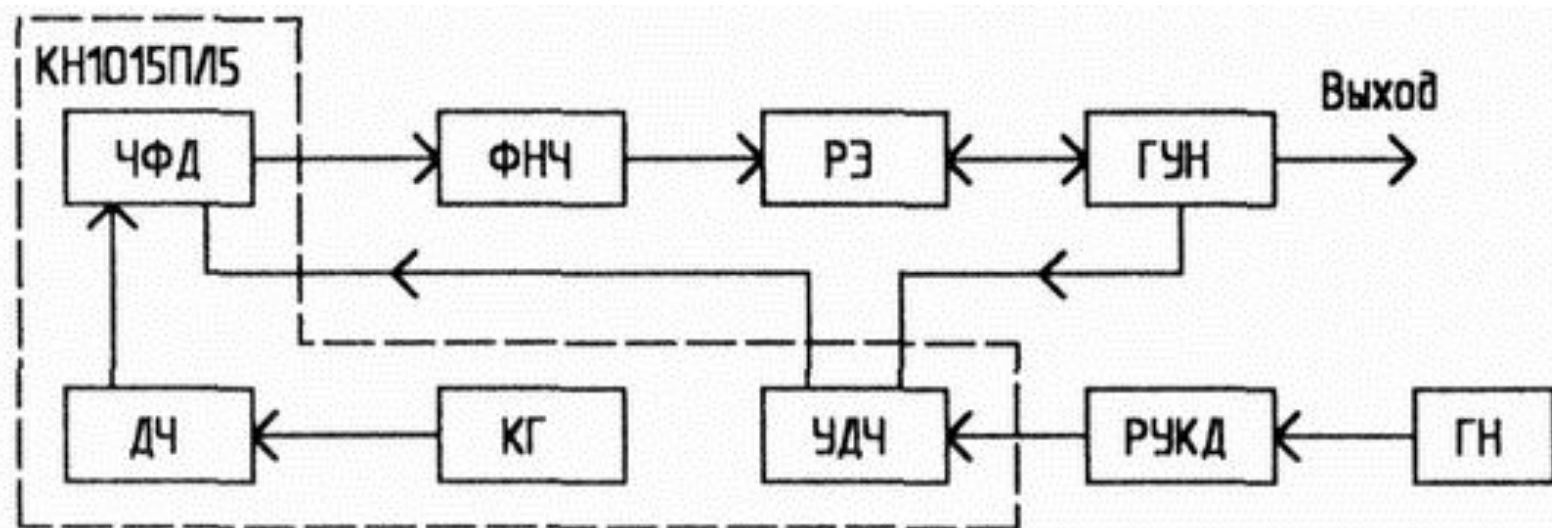 КН1015ПЛ5
Выход
ЧФД
ФНЧ
РЭ
ГУН
ДЧ
КГ
УДЧ
РУКД
ГН